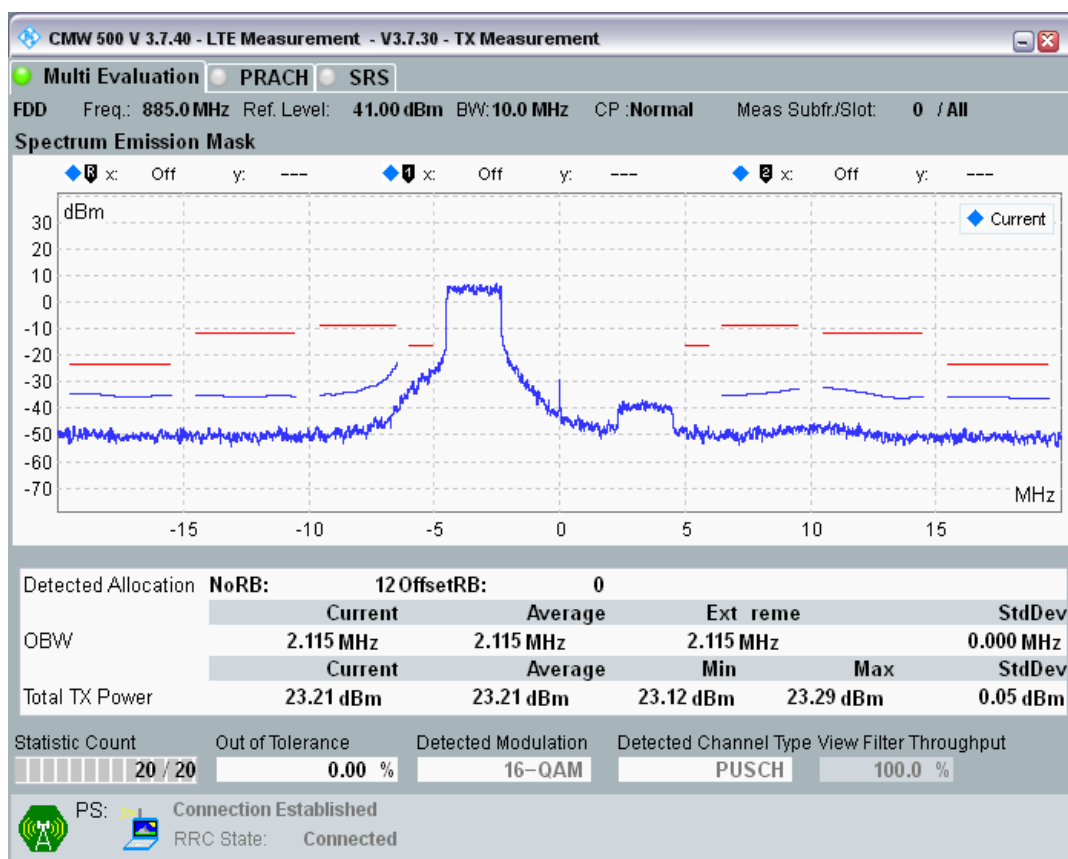 CMW 500 V 3.7.40 - LTE Measurement - V3.7.30 - TX Measurement
Multi Evaluation PRACH SRS
FDD Freq.: 885.0 MHz Ref. Level: 41.00 dBm BW: 10.0 MHz CP :Normal Meas Subfr./Slot: 0 / All
Spectrum Emission Mask
R x: Off y: --- 1 x: Off y: --- 2 x: Off y: ---
dBm
Current
30
20
10
0
-10
-20
-30
-40
-50
-60
-70
MHz
-15 -10 -5 0 5 10 15
Detected Allocation NoRB: 12 OffsetRB: 0
Current Average Ext reme StdDev
OBW 2.115 MHz 2.115 MHz 2.115 MHz 0.000 MHz
Current Average Min Max StdDev
Total TX Power 23.21 dBm 23.21 dBm 23.12 dBm 23.29 dBm 0.05 dBm
Statistic Count Out of Tolerance Detected Modulation Detected Channel Type View Filter Throughput
20 / 20 0.00 % 16-QAM PUSCH 100.0 %
PS: Connection Established
RRC State: Connected